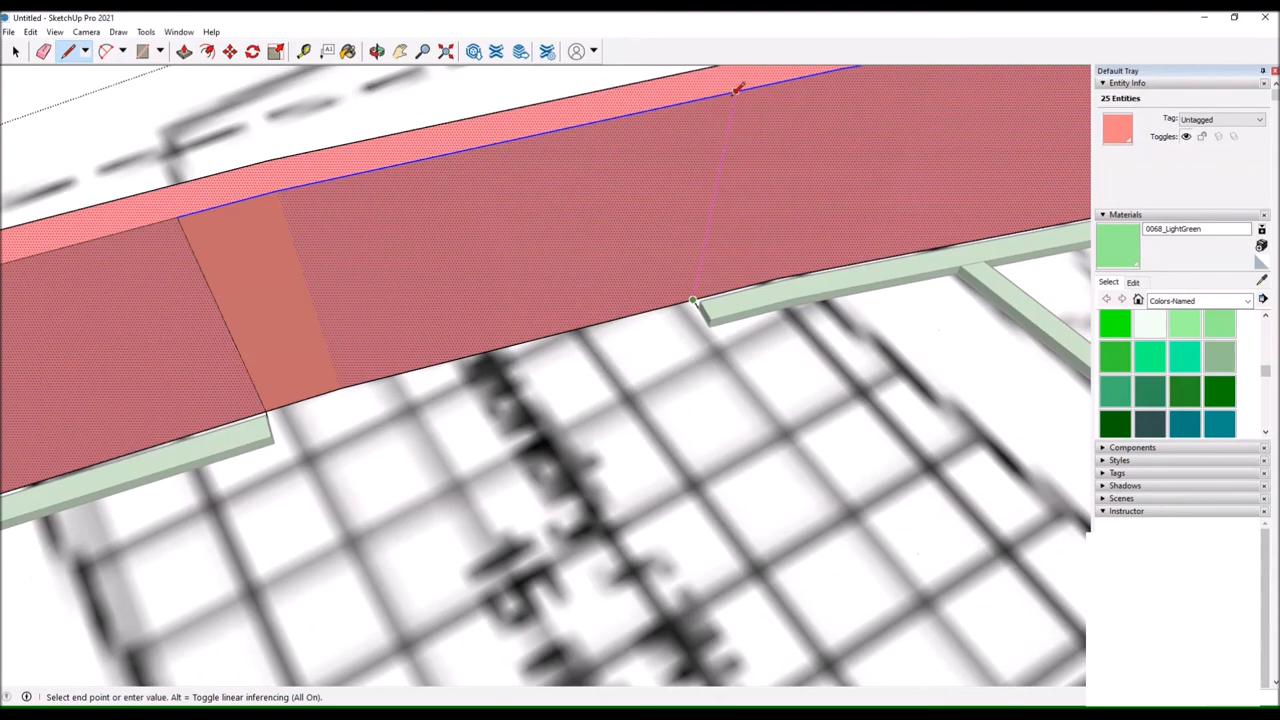 Untitled - SketchUp Pro 2021
File Edit View Camera Draw Tools Window Help
Default Tray
Entity Info
25 Entities
Tag: Untagged
Toggles:
Materials
0068_LightGreen
Select Edit
Colors-Named
Components
Styles
Tags
Shadows
Scenes
Instructor
Select end point or enter value. Alt = Toggle linear inferencing (All On).